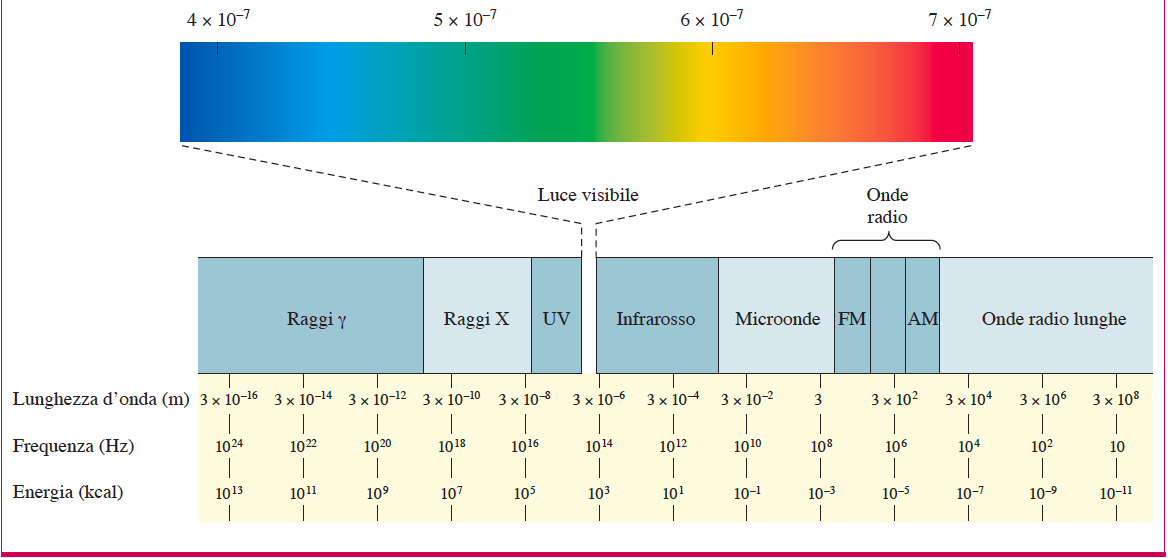 4 × 10⁻⁷ 5 × 10⁻⁷ 6 × 10⁻⁷ 7 × 10⁻⁷
Luce visibile
Onde
radio
Raggi γ Raggi X UV Infrarosso Microonde FM AM Onde radio lunghe
Lunghezza d’onda (m) 3 × 10⁻¹⁶ 3 × 10⁻¹⁴ 3 × 10⁻¹² 3 × 10⁻¹⁰ 3 × 10⁻⁸ 3 × 10⁻⁶ 3 × 10⁻⁴ 3 × 10⁻² 3 3 × 10² 3 × 10⁴ 3 × 10⁶ 3 × 10⁸
Frequenza (Hz) 10²⁴ 10²² 10²⁰ 10¹⁸ 10¹⁶ 10¹⁴ 10¹² 10¹⁰ 10⁸ 10⁶ 10⁴ 10² 10
Energia (kcal) 10¹³ 10¹¹ 10⁹ 10⁷ 10⁵ 10³ 10¹ 10⁻¹ 10⁻³ 10⁻⁵ 10⁻⁷ 10⁻⁹ 10⁻¹¹